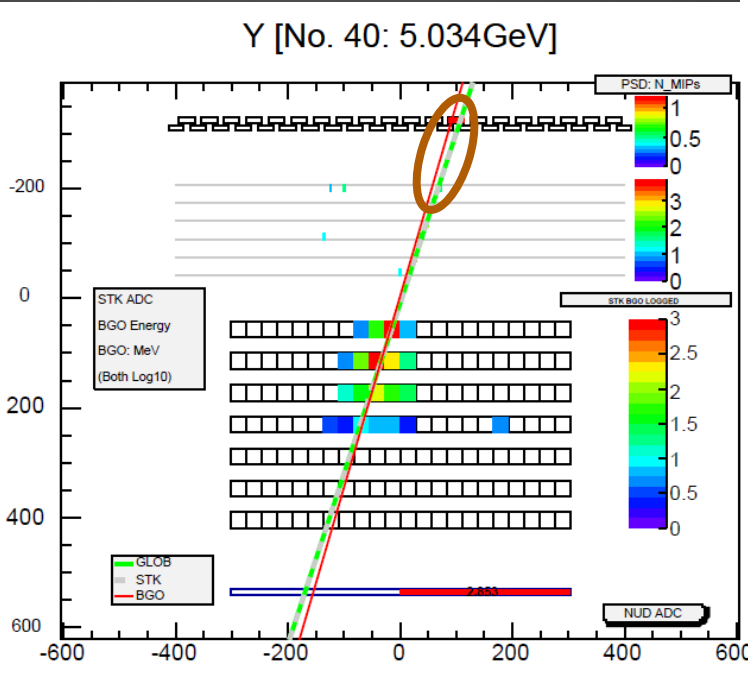 Y [No. 40: 5.034GeV]
PSD: N_MIPs
1
0.5
0
3
2
1
0
STK BGO LOGGED
3
2.5
2
1.5
1
0.5
0
-200
0
200
400
600
STK ADC
BGO Energy
BGO: MeV
(Both Log10)
GLOB
STK
BGO
2.853
NUD ADC
-600
-400
-200
0
200
400
600